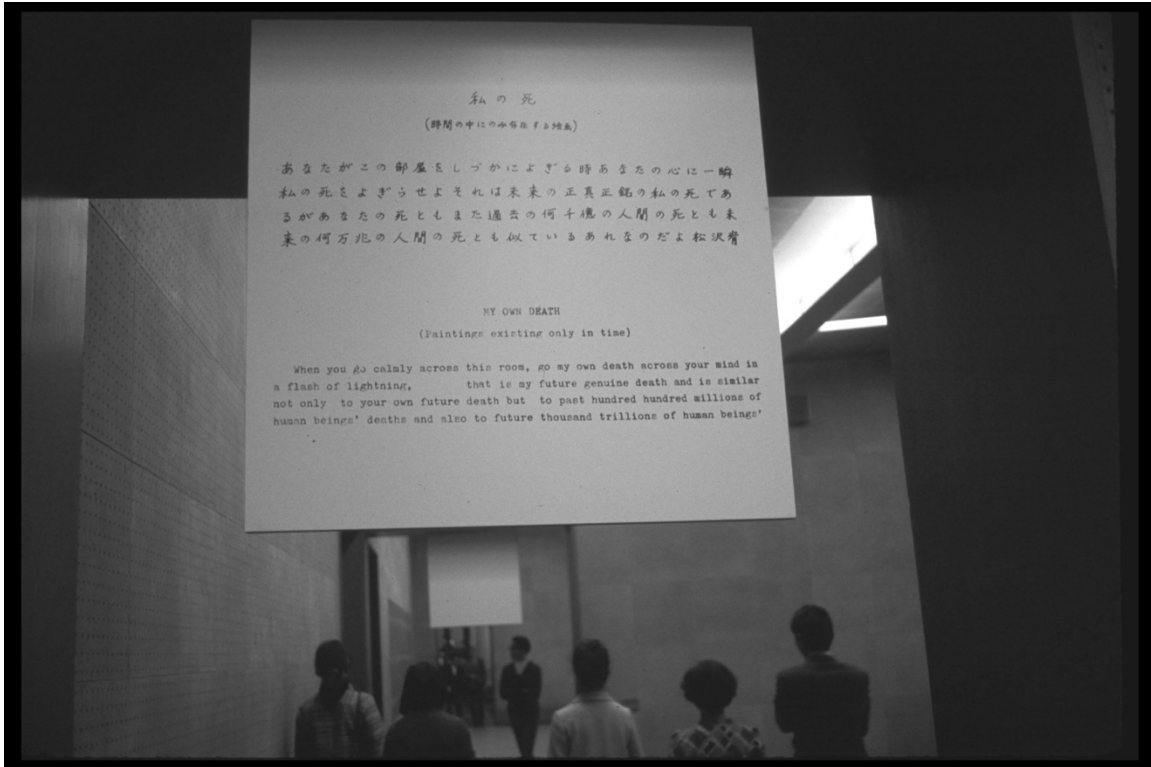 私の死
(時間の中にのみ存在する絵画)
あなたがこの部屋をしづかによぎる時あなたの心に一瞬
私の死をよぎらせよそれは未来の正真正銘の私の死であ
るがあなたの死ともまた過去の何千億の人間の死とも未
来の何万兆の人間の死とも似ているあれなのだよ松沢宥
MY OWN DEATH
(Paintings existing only in time)
When you go calmly across this room, go my own death across your mind in
a flash of lightning, that is my future genuine death and is similar
not only to your own future death but to past hundred hundred millions of
human beings' deaths and also to future thousand trillions of human beings'